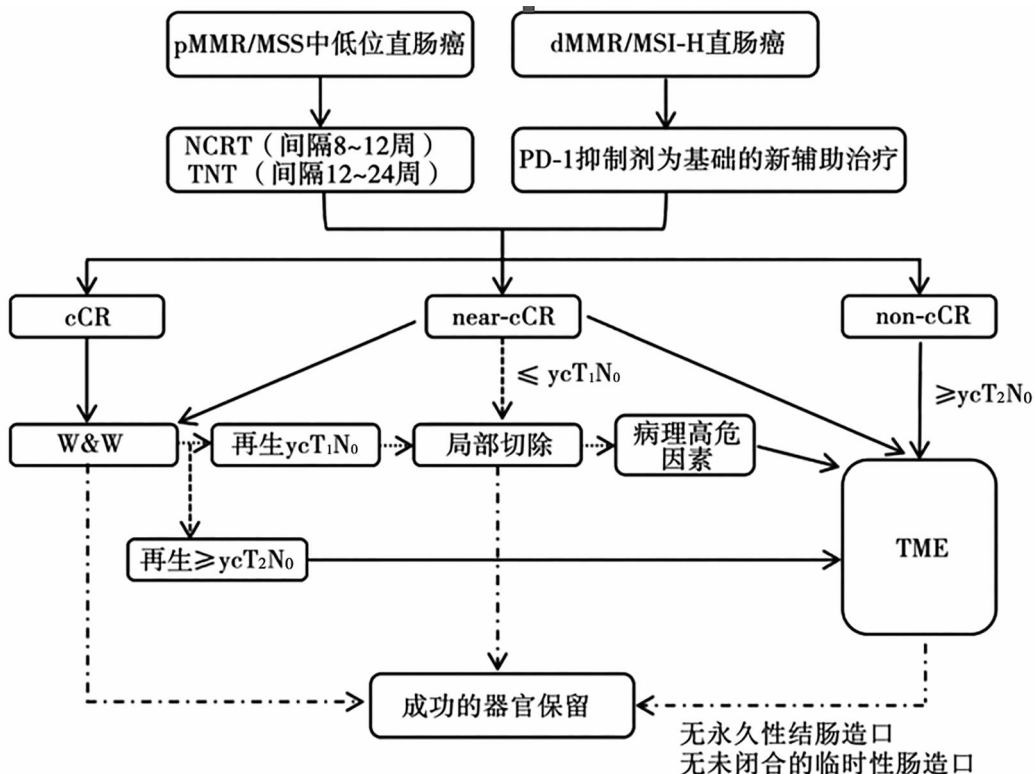 pMMR/MSS中低位直肠癌
dMMR/MSI-H直肠癌
NCRT（间隔8~12周）
TNT（间隔12~24周）
PD-1抑制剂为基础的新辅助治疗
cCR
near-cCR
non-cCR
≤ ycT₁N₀
≥ycT₂N₀
W&W
再生ycT₁N₀
局部切除
病理高危
因素
再生≥ycT₂N₀
TME
成功的器官保留
无永久性结肠造口
无未闭合的临时性肠造口